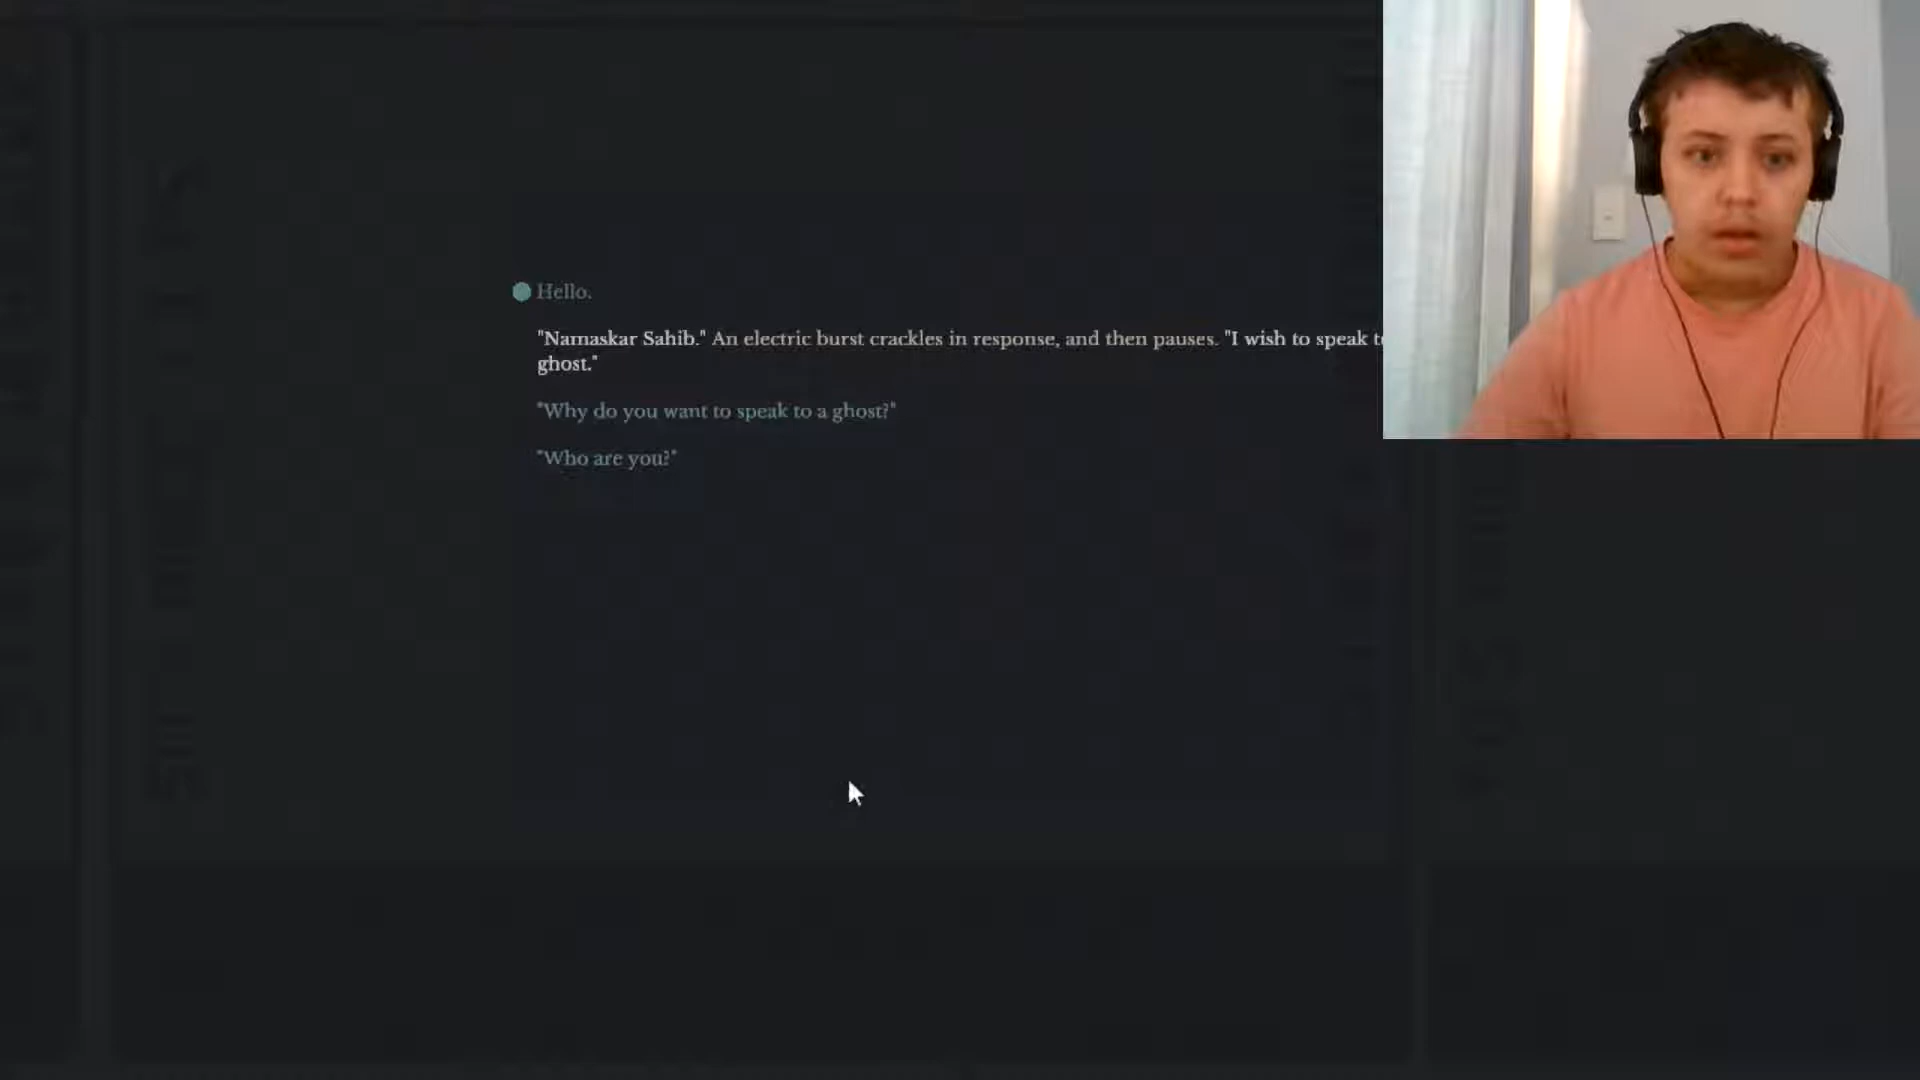 Hello.
"Namaskar Sahib." An electric burst crackles in response, and then pauses. "I wish to speak
ghost."
"Why do you want to speak to a ghost?"
"Who are you?"